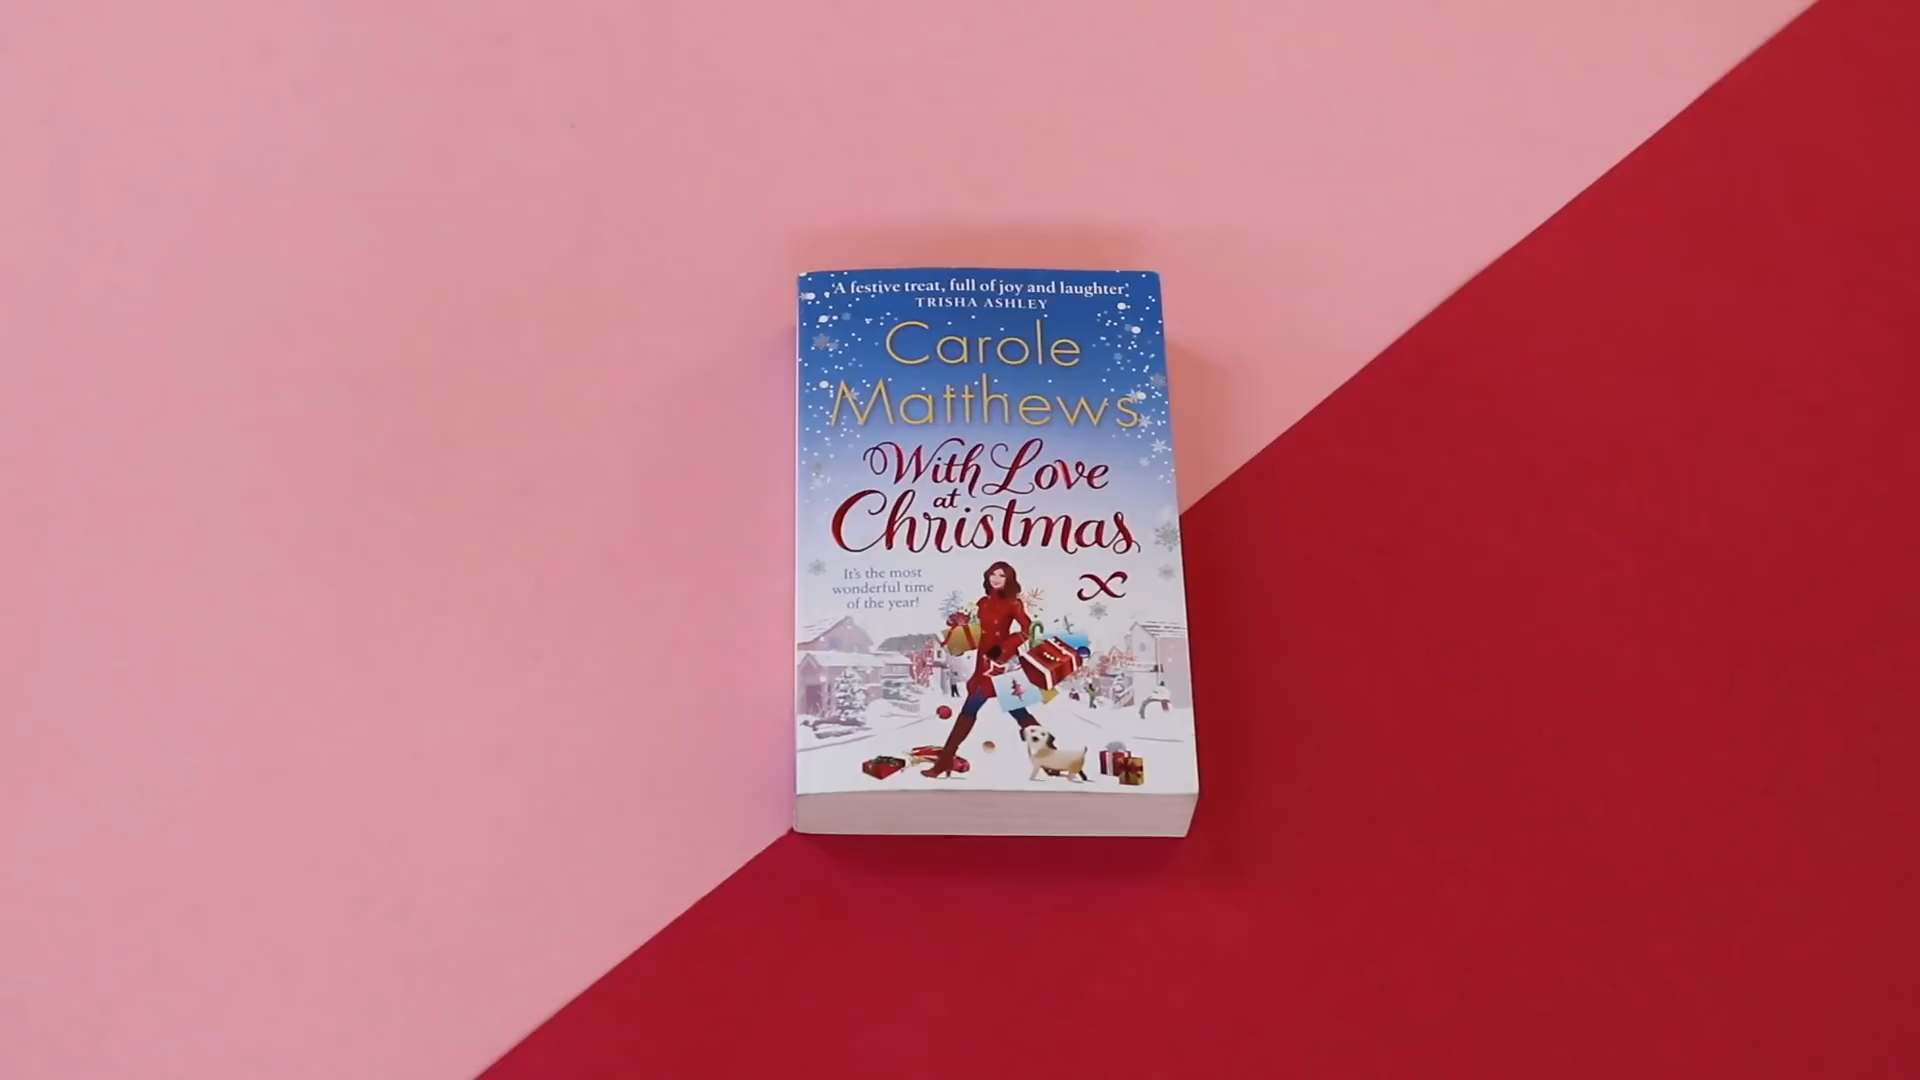 'A festive treat, full of joy and laughter'
TRISHA ASHLEY
Carole
Matthews
With Love
at
Christmas
x
It's the most
wonderful time
of the year!